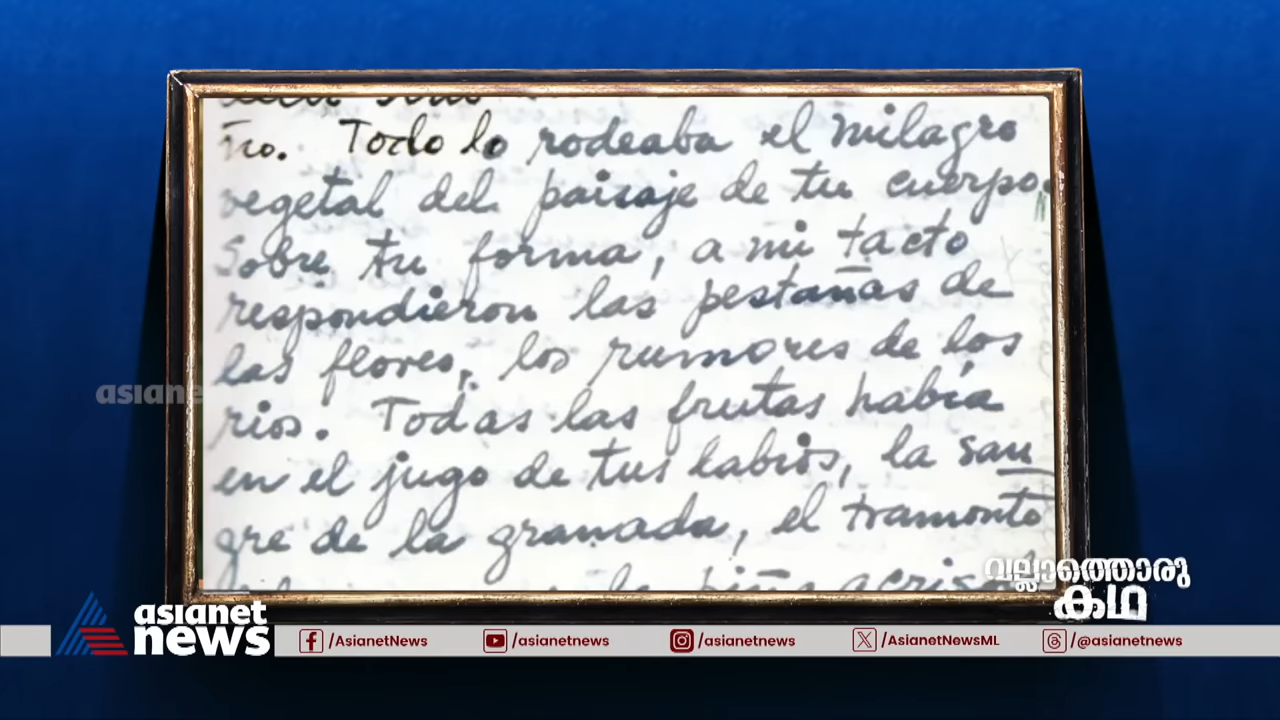 ño. Todo lo rodeaba el milagro
vegetal del paisaje de tu cuerpo.
Sobre tu forma, a mi tacto
respondieron las pestañas de
las flores, los rumores de los
ríos. Todas las frutas había
en el jugo de tus labios, la san
gre de la granada, el tramonto
asiane
വല്ലാത്തൊരു
കഥ
asianet
news
/AsianetNews
/asianetnews
/asianetnews
/AsianetNewsML
/@asianetnews